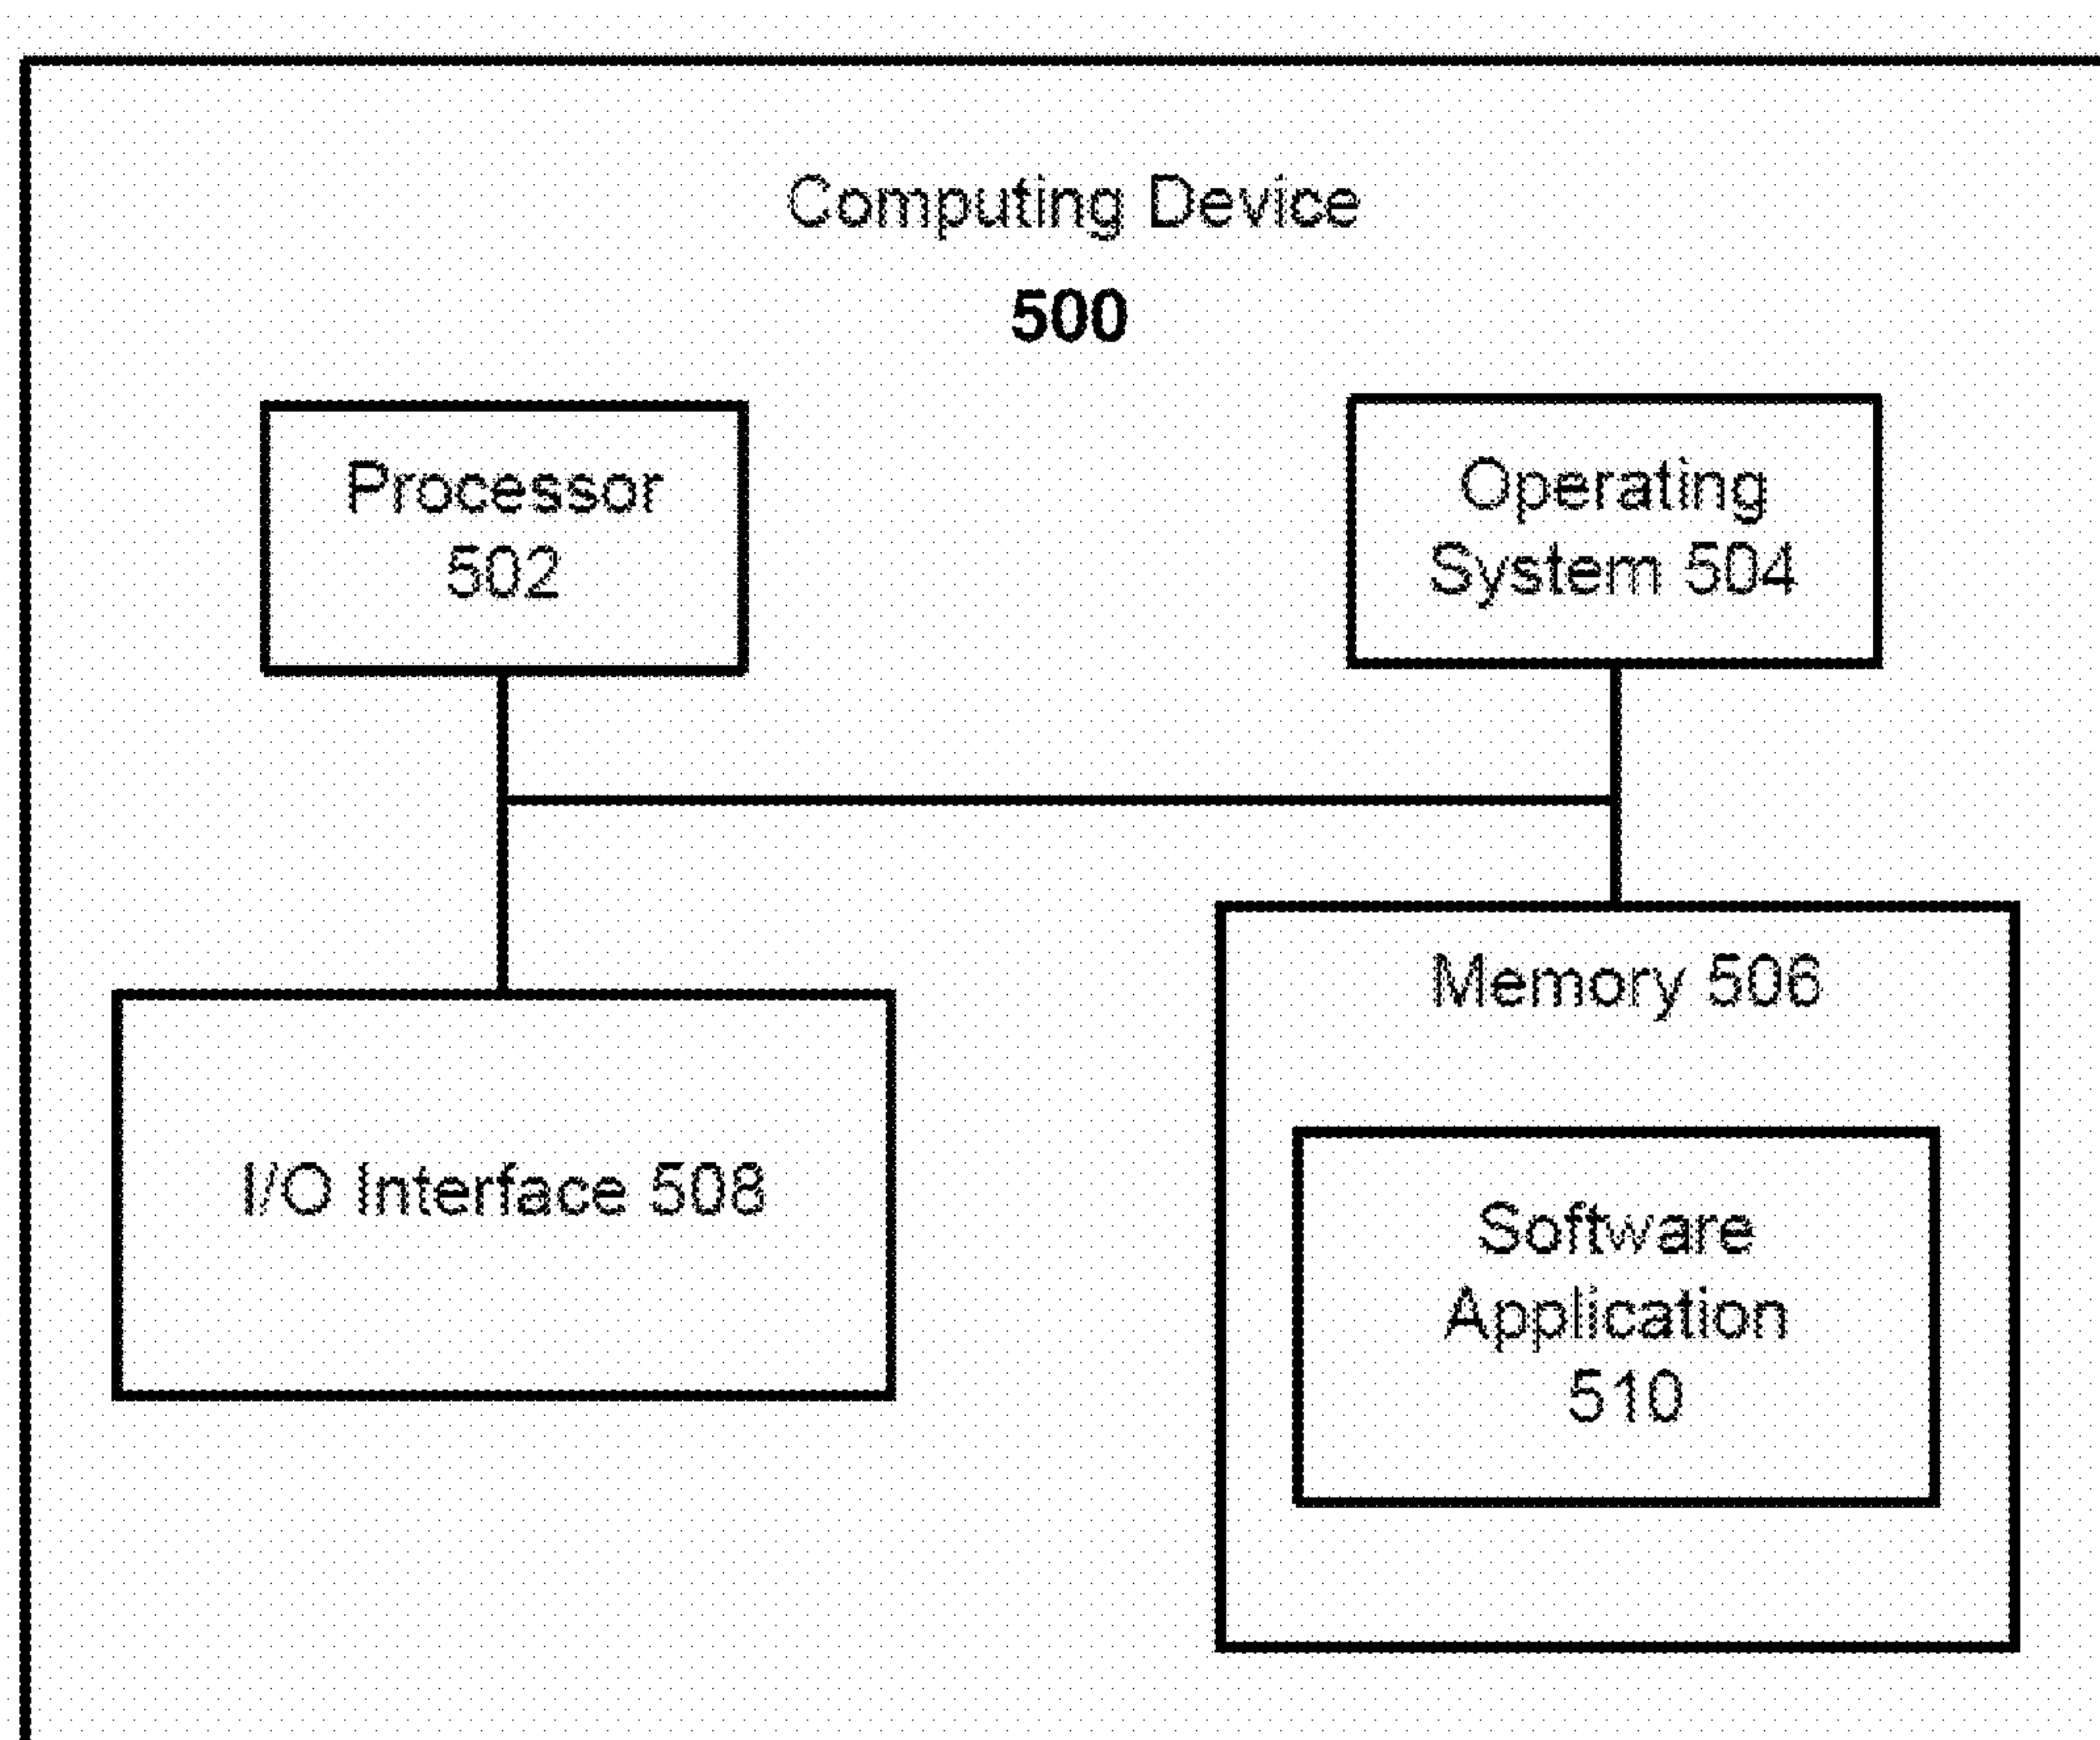 Computing Device
500
Processor
502
Operating
System 504
Memory 506
I/O Interface 508
Software
Application
510